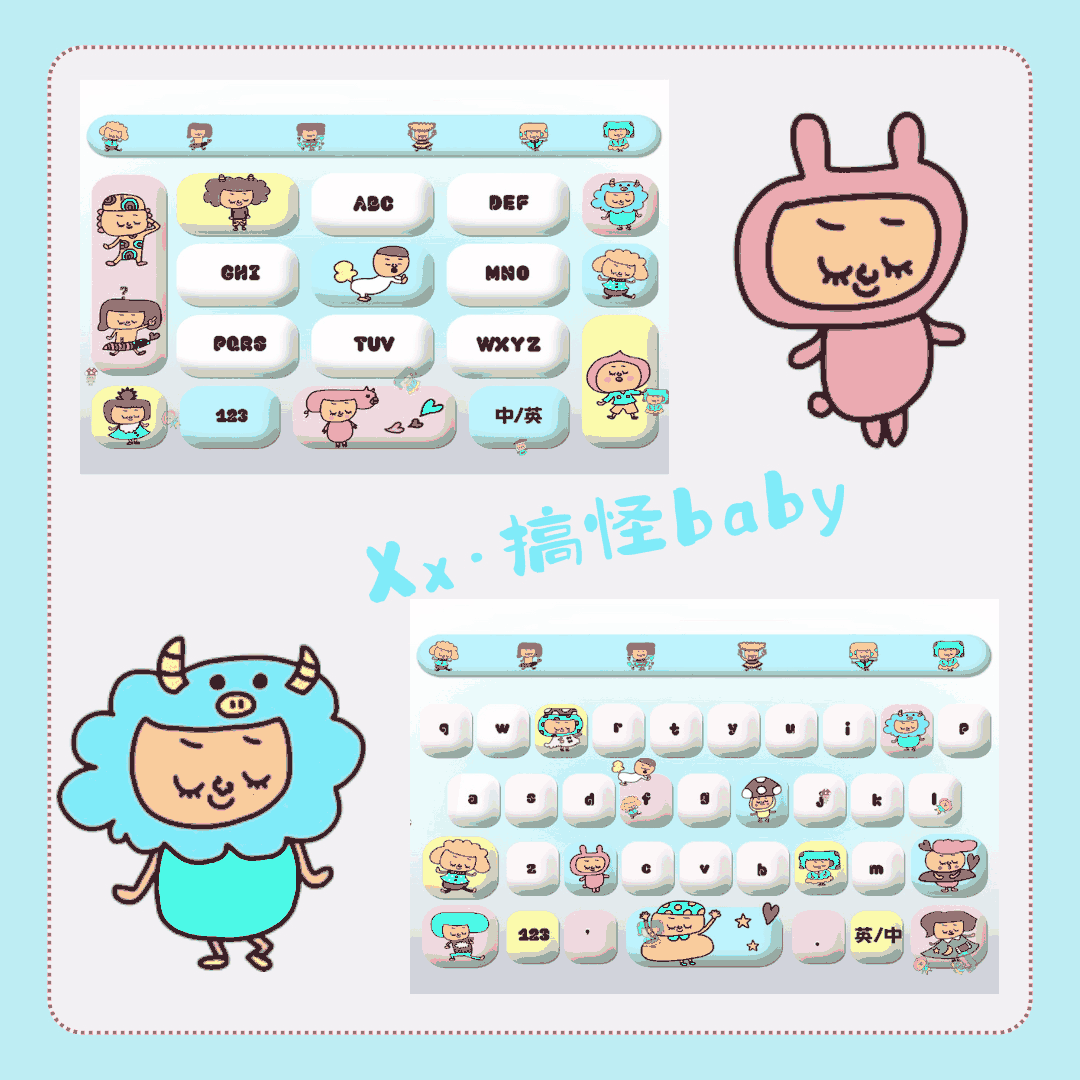 ABC DEF
GHI MNO
?
PQRS TUV WXYZ
123 中/英
Xx·搞怪baby
q w r t y u i p
a s d f g j k l
z c v b m
123 ' . 英/中